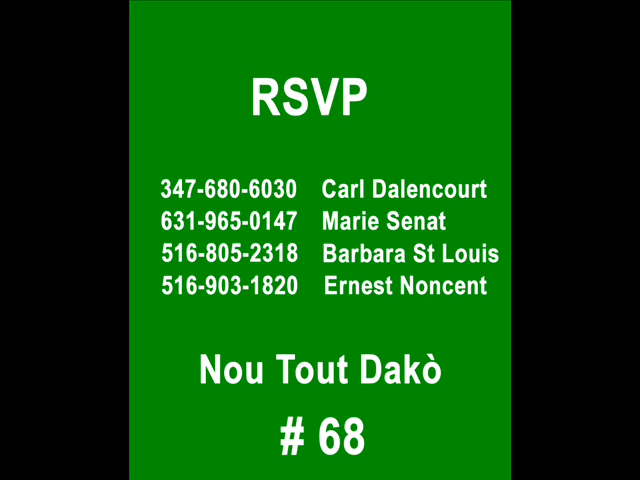 RSVP
347-680-6030 Carl Dalencourt
631-965-0147 Marie Senat
516-805-2318 Barbara St Louis
516-903-1820 Ernest Noncent
Nou Tout Dakò
# 68